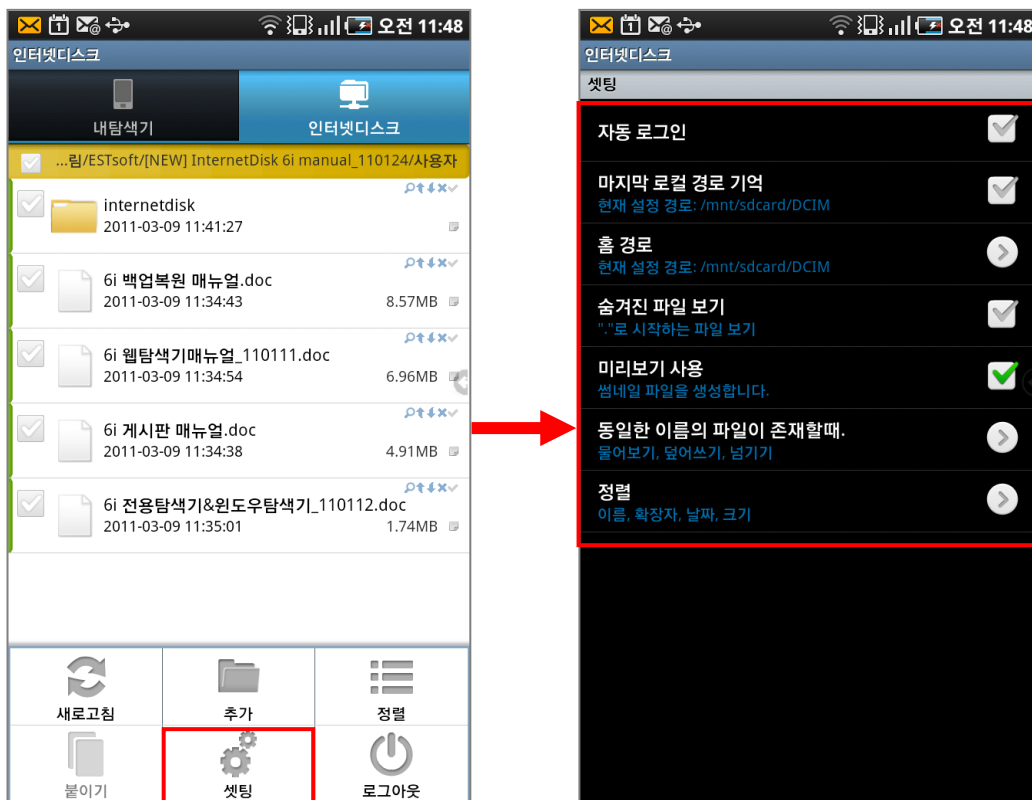 오전 11:48
인터넷디스크
내탐색기
인터넷디스크
...림/ESTsoft/[NEW] InternetDisk 6i manual_110124/사용자
internetdisk
2011-03-09 11:41:27
6i 백업복원 매뉴얼.doc
2011-03-09 11:34:43 8.57MB
6i 웹탐색기매뉴얼_110111.doc
2011-03-09 11:34:54 6.96MB
6i 게시판 매뉴얼.doc
2011-03-09 11:34:38 4.91MB
6i 전용탐색기&윈도우탐색기_110112.doc
2011-03-09 11:35:01 1.74MB
새로고침 추가 정렬
붙이기 셋팅 로그아웃
오전 11:48
인터넷디스크
셋팅
자동 로그인
마지막 로컬 경로 기억
현재 설정 경로: /mnt/sdcard/DCIM
홈 경로
현재 설정 경로: /mnt/sdcard/DCIM
숨겨진 파일 보기
"."로 시작하는 파일 보기
미리보기 사용
썸네일 파일을 생성합니다.
동일한 이름의 파일이 존재할때.
물어보기, 덮어쓰기, 넘기기
정렬
이름, 확장자, 날짜, 크기